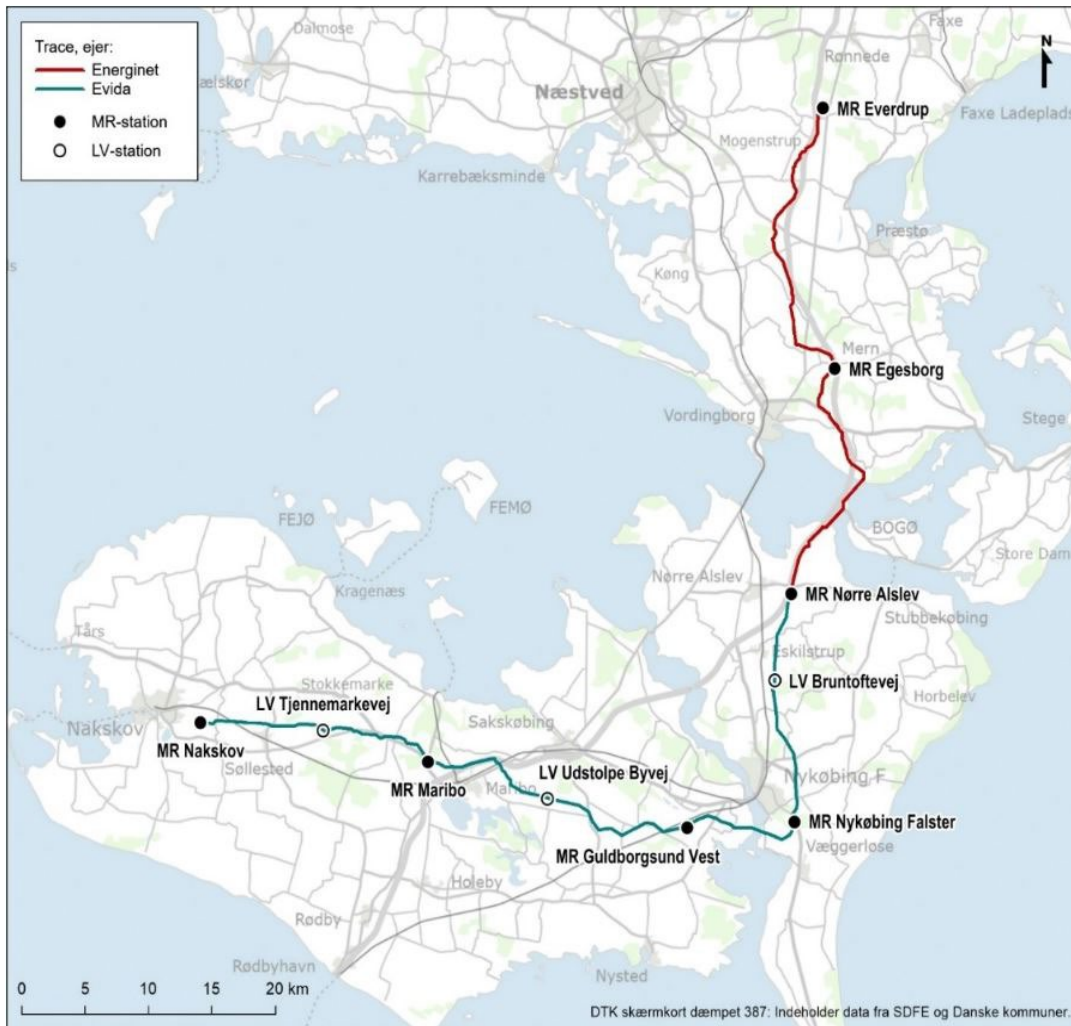 Trace, ejer:
Energinet
Evida
MR-station
LV-station
N
Dalmose
Faxe
Rønnede
ælskør
Næstved
MR Everdrup
Faxe Ladeplads
Mogenstrup
Karrebæksminde
Præstø
Køng
Mern
MR Egesborg
Vordingborg
Stege
FEMØ
FEJØ
BOGØ
Store Dam
Kragenæs
Nørre Alslev
MR Nørre Alslev
Stubbekøbing
Tårs
Eskilstrup
LV Bruntoftevej
Horbelev
Stokkemarke
LV Tjennemarkevej
Sakskøbing
Nakskov
MR Nakskov
Søllested
MR Maribo
Maribo
LV Udstolpe Byvej
Nykøbing F
MR Nykøbing Falster
Væggerløse
MR Guldborgsund Vest
Holeby
Rødby
Rødbyhavn
Nysted
0 5 10 15 20 km
DTK skærmkort dæmpet 387: Indeholder data fra SDFE og Danske kommuner.